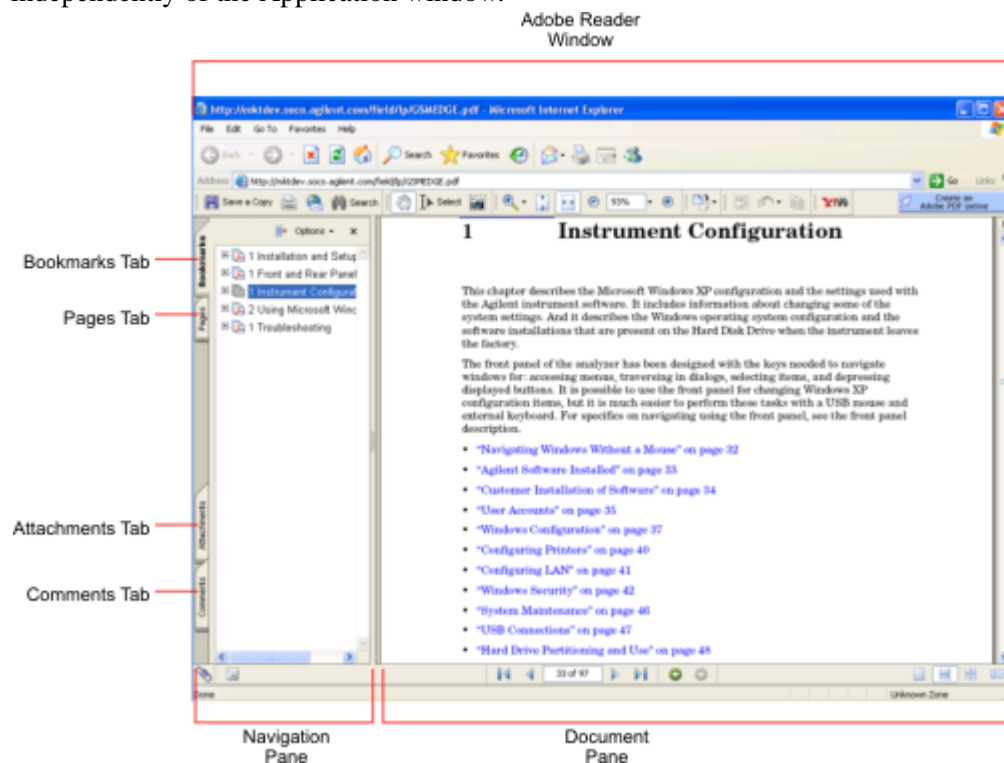 independently of the Application window.
Adobe Reader
Window
http://mktdev.soco.agilent.com/field/lp/GSMEDGE.pdf - Microsoft Internet Explorer
File Edit Go To Favorites Help
Back Search Favorites
Address http://mktdev.soco.agilent.com/field/lp/GSMEDGE.pdf Go Links
Save a Copy Search Select 93% Create an
Adobe PDF online
Options x
Bookmarks Tab
Pages Tab
Attachments Tab
Comments Tab
Bookmarks
Pages
Attachments
Comments
1 Installation and Setup
1 Front and Rear Panel
1 Instrument Configurat
2 Using Microsoft Winc
1 Troubleshooting
1 Instrument Configuration
This chapter describes the Microsoft Windows XP configuration and the settings used with
the Agilent instrument software. It includes information about changing some of the
system settings. And it describes the Windows operating system configuration and the
software installations that are present on the Hard Disk Drive when the instrument leaves
the factory.
The front panel of the analyzer has been designed with the keys needed to navigate
windows for: accessing menus, traversing in dialogs, selecting items, and depressing
displayed buttons. It is possible to use the front panel for changing Windows XP
configuration items, but it is much easier to perform these tasks with a USB mouse and
external keyboard. For specifics on navigating using the front panel, see the front panel
description.
• "Navigating Windows Without a Mouse" on page 32
• "Agilent Software Installed" on page 33
• "Customer Installation of Software" on page 34
• "User Accounts" on page 35
• "Windows Configuration" on page 37
• "Configuring Printers" on page 40
• "Configuring LAN" on page 41
• "Windows Security" on page 42
• "System Maintenance" on page 46
• "USB Connections" on page 47
• "Hard Drive Partitioning and Use" on page 48
33 of 97
Done Unknown Zone
Navigation
Pane
Document
Pane